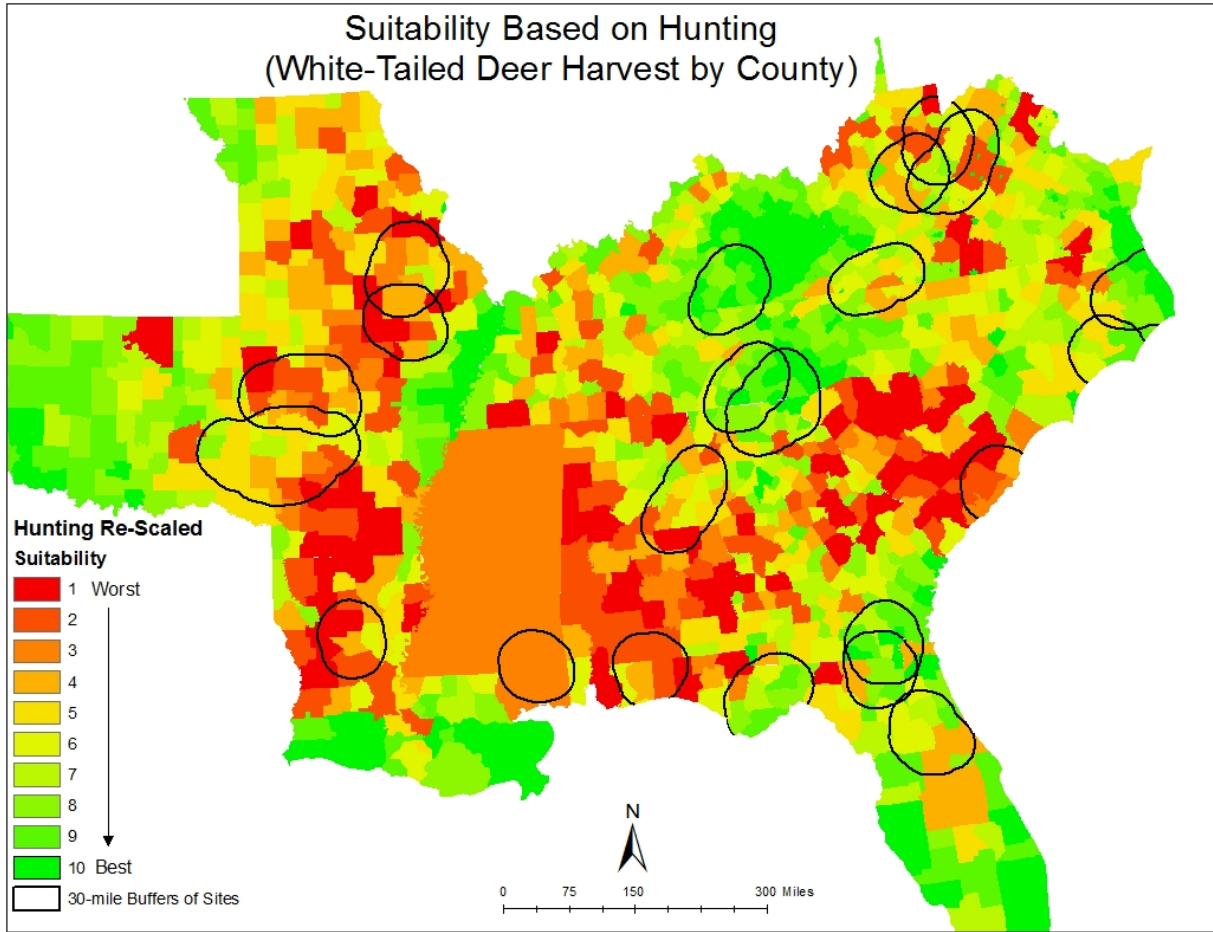 Suitability Based on Hunting
(White-Tailed Deer Harvest by County)
Hunting Re-Scaled
Suitability
1 Worst
2
3
4
5
6
7
8
9
10 Best
30-mile Buffers of Sites
N
0 75 150 300 Miles